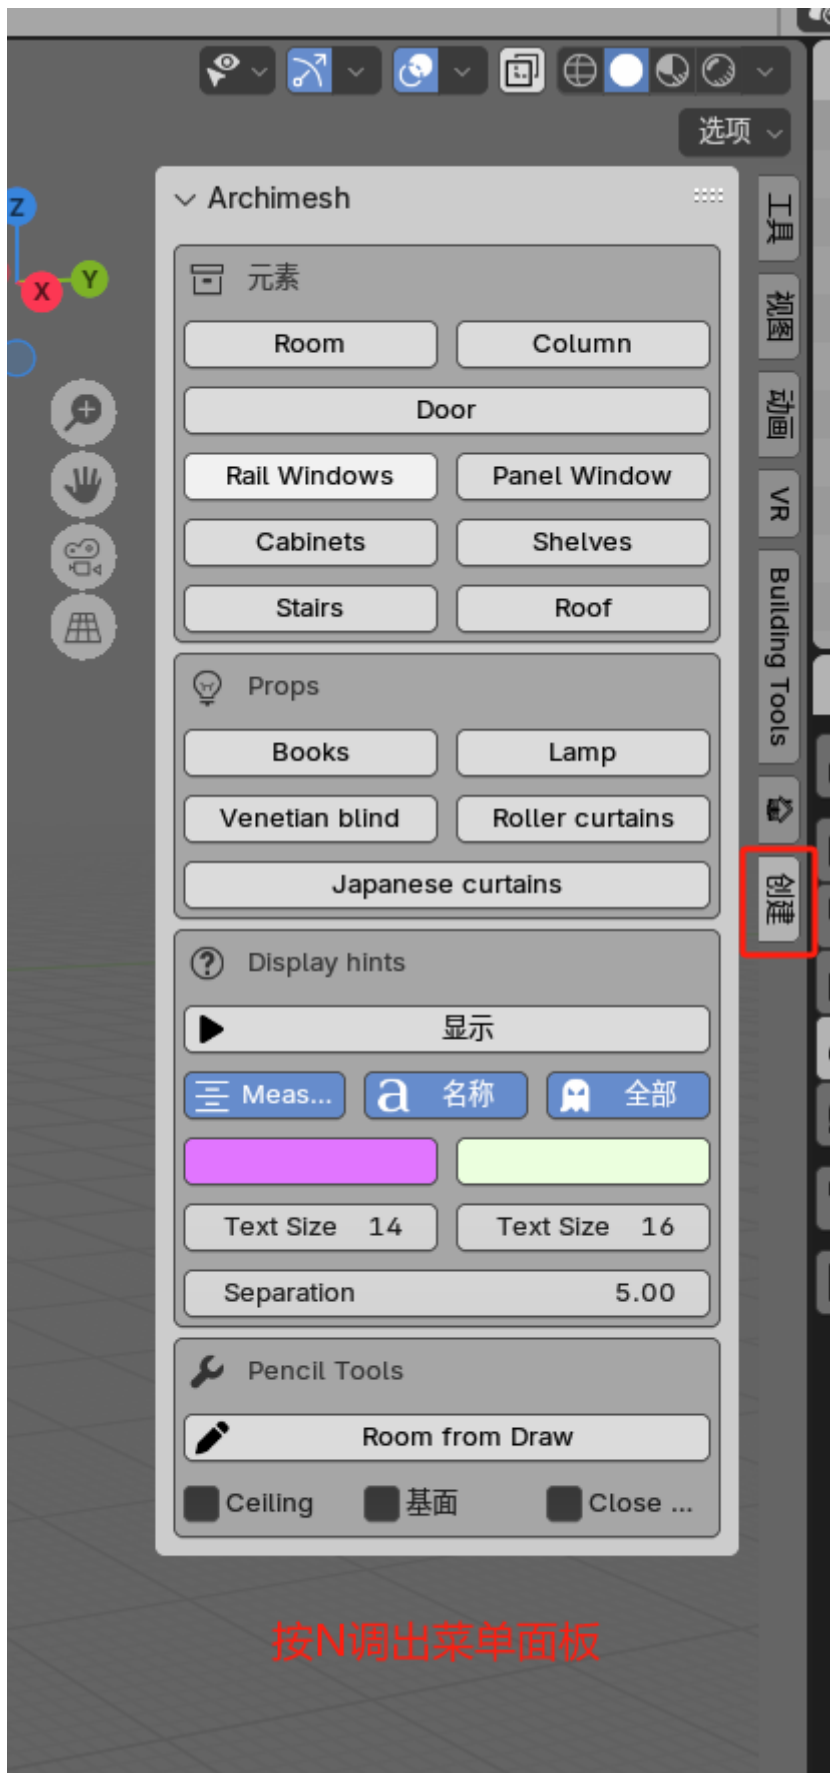 选项
Archimesh
元素
Room
Column
Door
Rail Windows
Panel Window
Cabinets
Shelves
Stairs
Roof
Props
Books
Lamp
Venetian blind
Roller curtains
Japanese curtains
Display hints
显示
Meas...
a 名称
全部
Text Size 14
Text Size 16
Separation 5.00
Pencil Tools
Room from Draw
Ceiling
基面
Close ...
按N调出菜单面板
Z
Y
X
工具
视图
动画
VR
Building Tools
创建